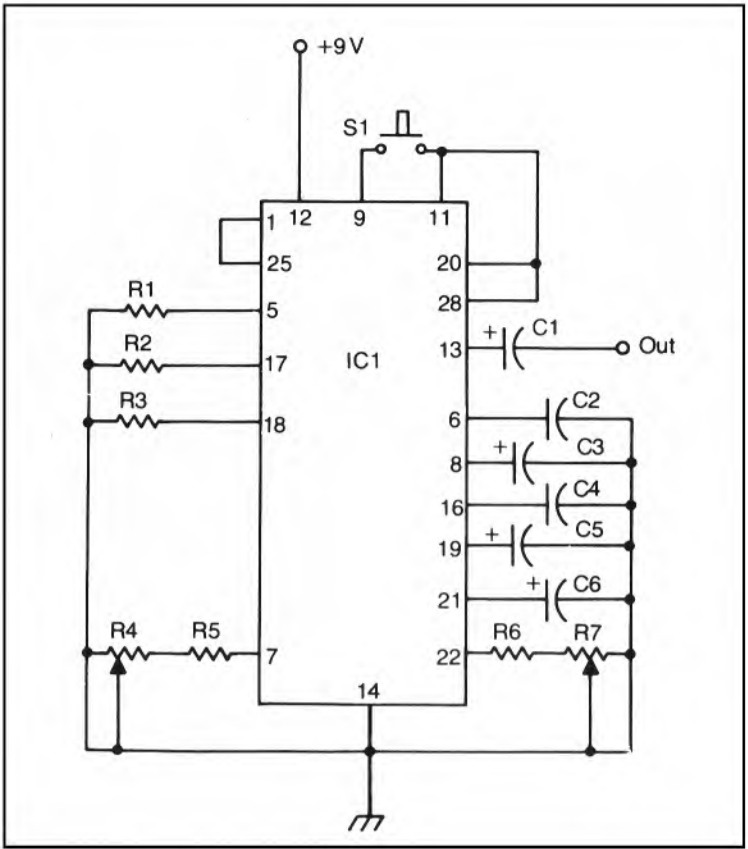 +9V
S1
1 12 9 11
25 20
R1
5 28
R2
17 IC1 13 + C1 Out
R3
18 6 C2
8 + C3
16 C4
19 + C5
21 + C6
R4 R5 7 22 R6 R7
14